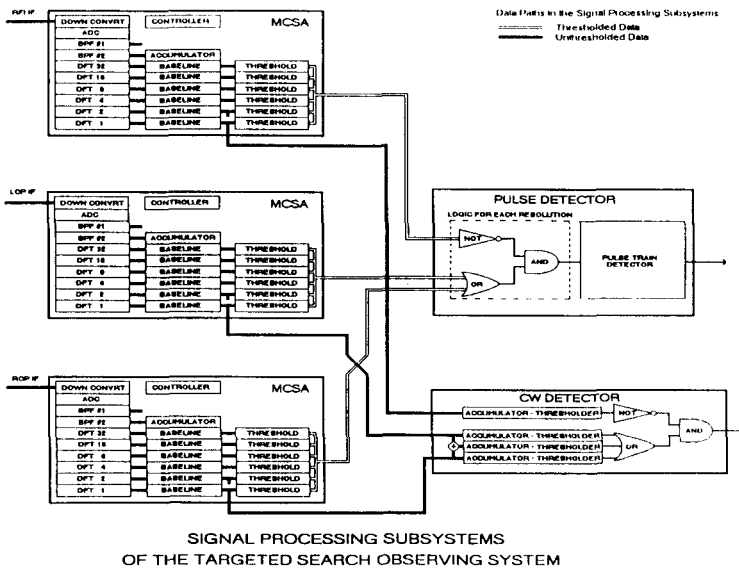 Data Paths in the Signal Processing Subsystems
Thresholded Data
Unthresholded Data
RFI IF
DOWN CONVRT
CONTROLLER
MCSA
ADC
BPF #1
BPF #2 ACCUMULATOR
DFT 32 BASELINE THRESHOLD
DFT 16 BASELINE THRESHOLD
DFT 8 BASELINE THRESHOLD
DFT 4 BASELINE THRESHOLD
DFT 2 BASELINE THRESHOLD
DFT 1 BASELINE THRESHOLD
LCP IF
DOWN CONVRT
CONTROLLER
MCSA
ADC
BPF #1
BPF #2 ACCUMULATOR
DFT 32 BASELINE THRESHOLD
DFT 16 BASELINE THRESHOLD
DFT 8 BASELINE THRESHOLD
DFT 4 BASELINE THRESHOLD
DFT 2 BASELINE THRESHOLD
DFT 1 BASELINE THRESHOLD
RCP IF
DOWN CONVRT
CONTROLLER
MCSA
ADC
BPF #1
BPF #2 ACCUMULATOR
DFT 32 BASELINE THRESHOLD
DFT 16 BASELINE THRESHOLD
DFT 8 BASELINE THRESHOLD
DFT 4 BASELINE THRESHOLD
DFT 2 BASELINE THRESHOLD
DFT 1 BASELINE THRESHOLD
PULSE DETECTOR
LOGIC FOR EACH RESOLUTION
NOT
AND
OR
PULSE TRAIN
DETECTOR
CW DETECTOR
ACCUMULATOR - THRESHOLDER
NOT
AND
ACCUMULATOR - THRESHOLDER
+
ACCUMULATOR - THRESHOLDER
OR
ACCUMULATOR - THRESHOLDER
SIGNAL PROCESSING SUBSYSTEMS
OF THE TARGETED SEARCH OBSERVING SYSTEM